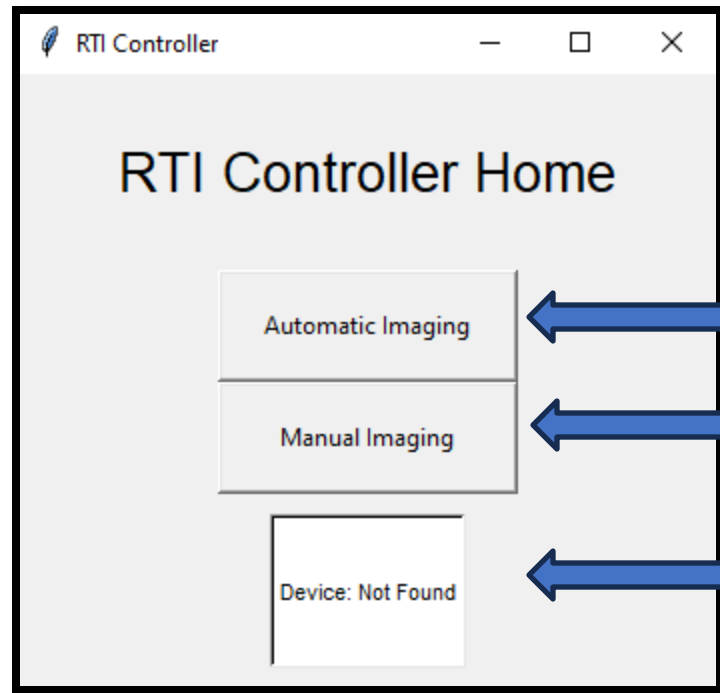 RTI Controller
RTI Controller Home
Automatic Imaging
Manual Imaging
Device: Not Found